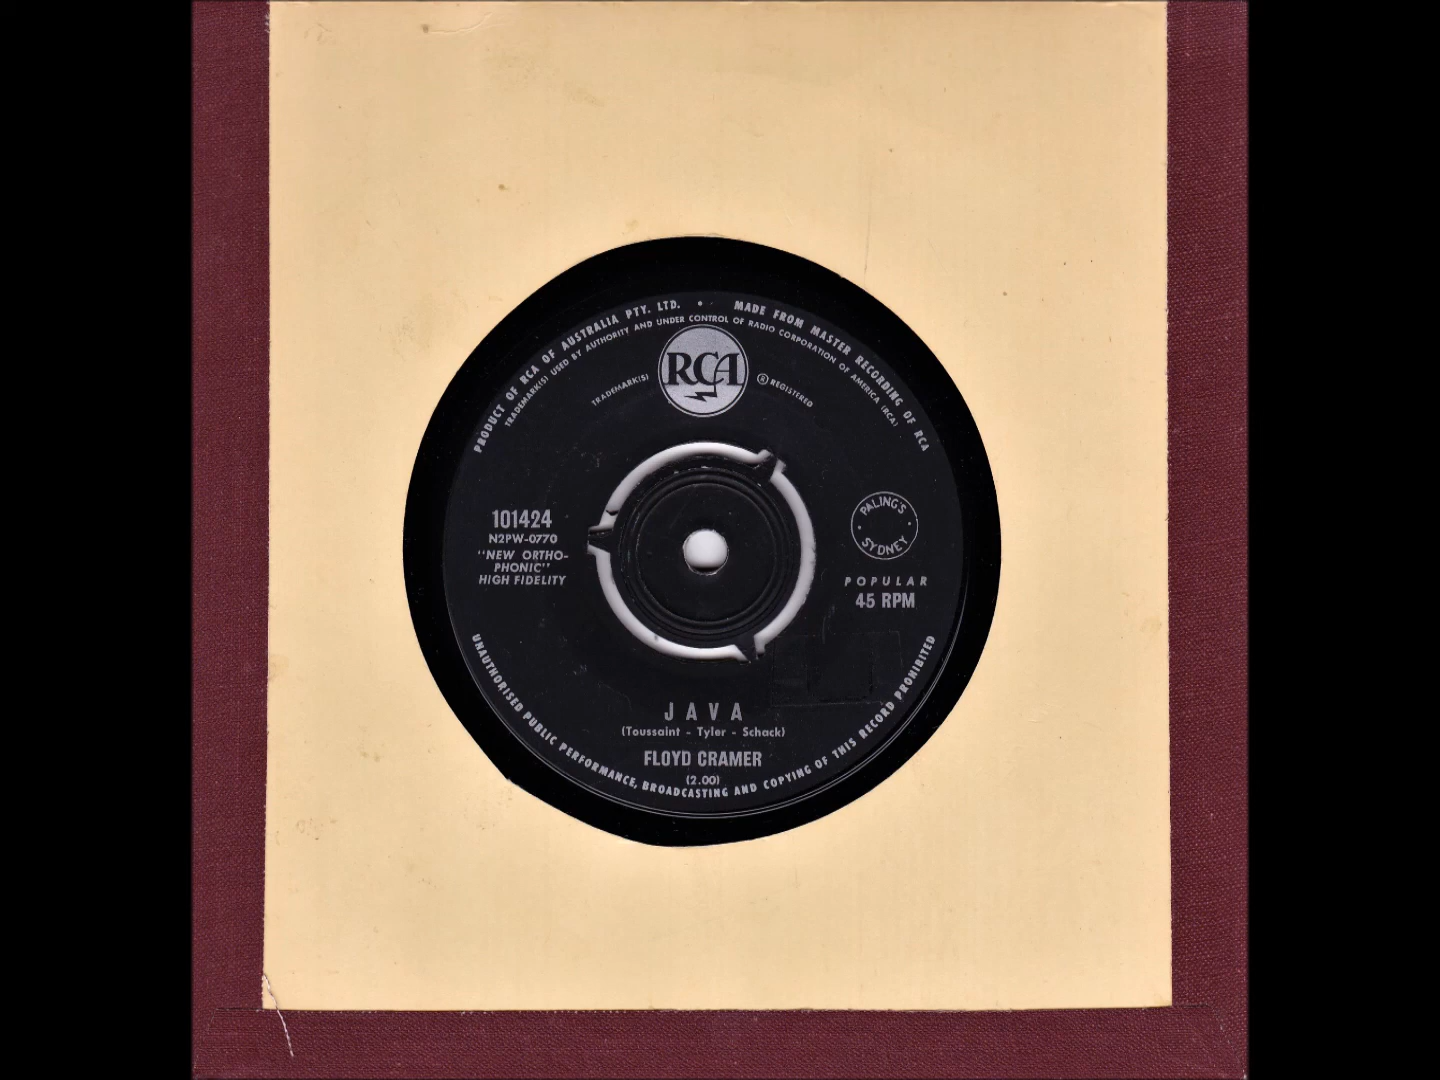 PRODUCT OF RCA OF AUSTRALIA PTY. LTD. • MADE FROM MASTER RECORDING OF RCA
TRADEMARK(S) USED BY AUTHORITY AND UNDER CONTROL OF RADIO CORPORATION OF AMERICA (RCA)
RCA
TRADEMARK(S)
® REGISTERED
101424
N2PW-0770
"NEW ORTHO-
PHONIC"
HIGH FIDELITY
PALING'S
SYDNEY
POPULAR
45 RPM
JAVA
(Toussaint - Tyler - Schack)
FLOYD CRAMER
(2.00)
UNAUTHORISED PUBLIC PERFORMANCE, BROADCASTING AND COPYING OF THIS RECORD PROHIBITED